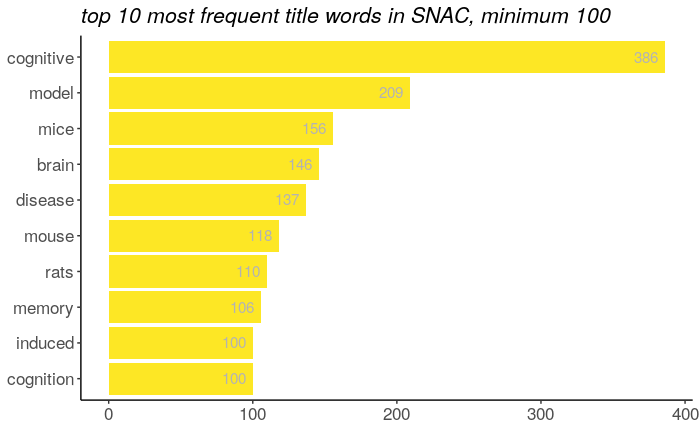 top 10 most frequent title words in SNAC, minimum 100
cognitive 386
model 209
mice 156
brain 146
disease 137
mouse 118
rats 110
memory 106
induced 100
cognition 100
0 100 200 300 400